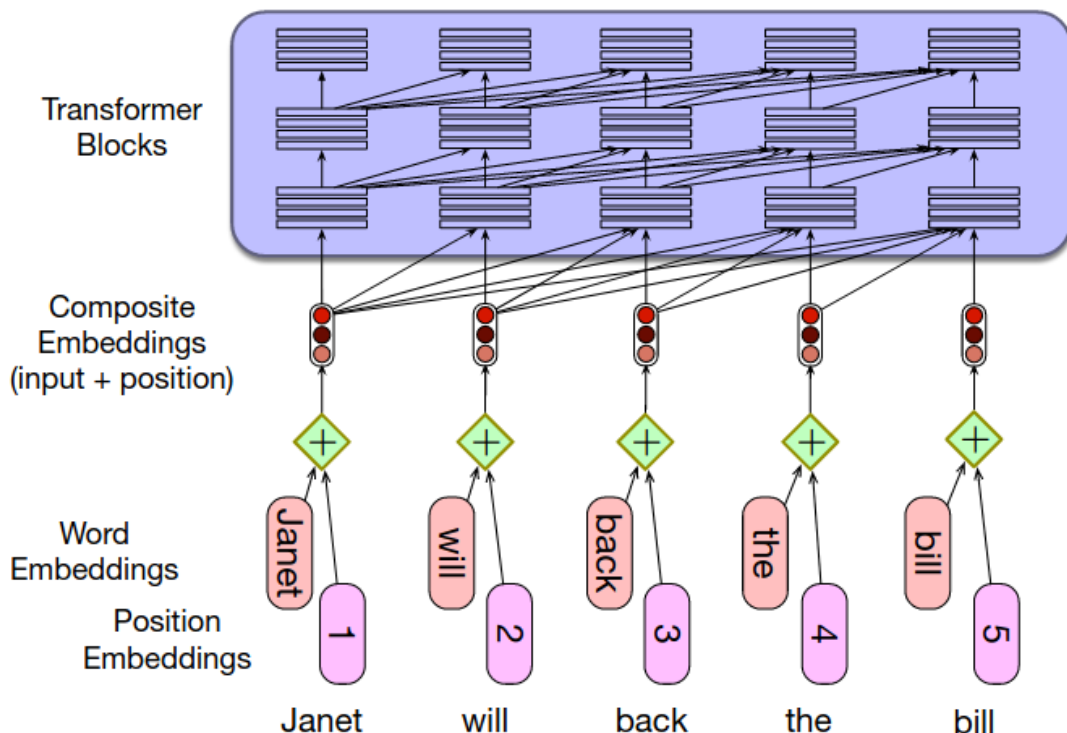 Transformer
Blocks
Composite
Embeddings
(input + position)
+ + + + +
Word
Embeddings
Janet will back the bill
Position
Embeddings
1 2 3 4 5
Janet will back the bill